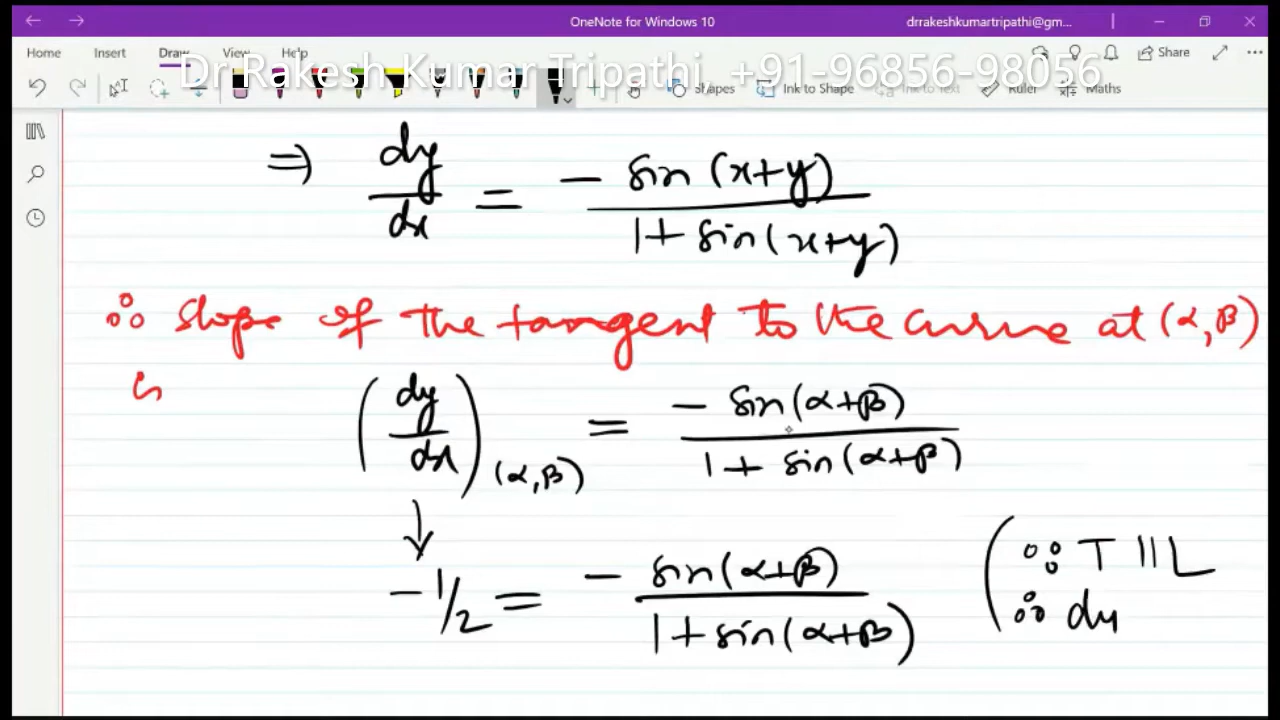 OneNote for Windows 10
drrakeshkumartripathi@gm...
Home Insert Draw View Help
Share
Dr Rakesh Kumar Tripathi +91-96856-98056
Shapes Ink to Shape Ink to Text Ruler Maths
⇒ dy/dx = - sin(x+y) / 1+ sin(x+y)
∴ slope of the tangent to the curve at (α, β)
is
(dy/dx)(α,β) = - sin(α+β) / 1 + sin(α+β)
↓
-1/2 = - sin(α+β) / 1+sin(α+β)
( ∵ T || L
∴ dy